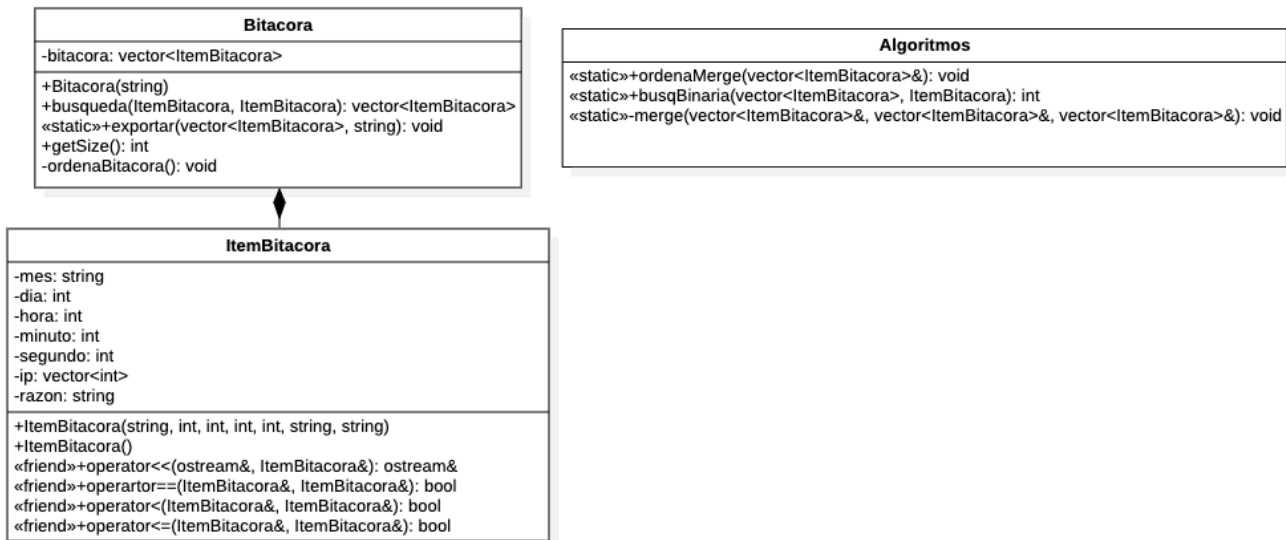 Bitacora
-bitacora: vector<ItemBitacora>
+Bitacora(string)
+busqueda(ItemBitacora, ItemBitacora): vector<ItemBitacora>
«static»+exportar(vector<ItemBitacora>, string): void
+getSize(): int
-ordenaBitacora(): void
Algoritmos
«static»+ordenaMerge(vector<ItemBitacora>&): void
«static»+busqBinaria(vector<ItemBitacora>, ItemBitacora): int
«static»-merge(vector<ItemBitacora>&, vector<ItemBitacora>&, vector<ItemBitacora>&): void
ItemBitacora
-mes: string
-dia: int
-hora: int
-minuto: int
-segundo: int
-ip: vector<int>
-razon: string
+ItemBitacora(string, int, int, int, int, string, string)
+ItemBitacora()
«friend»+operator<<(ostream&, ItemBitacora&): ostream&
«friend»+operartor==(ItemBitacora&, ItemBitacora&): bool
«friend»+operator<(ItemBitacora&, ItemBitacora&): bool
«friend»+operator<=(ItemBitacora&, ItemBitacora&): bool